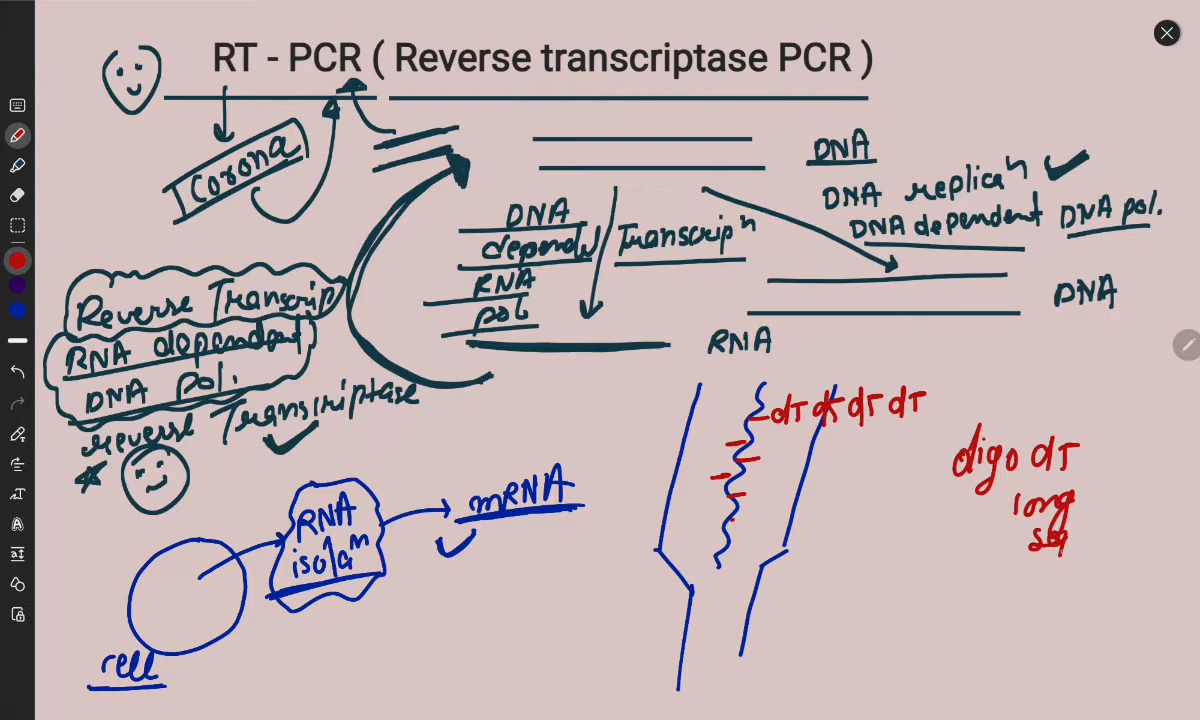 RT - PCR ( Reverse transcriptase PCR )
Corona
DNA
DNA replicaⁿ
DNA dependent DNA pol.
DNA
DNA
RNA
pol
Transcripⁿ
RNA
DNA
Reverse Transcrip
RNA dependent
DNA pol.
reverse Transcriptase
RNA
isolaⁿ
mRNA
cell
dT dT dT dT
oligo dT
long